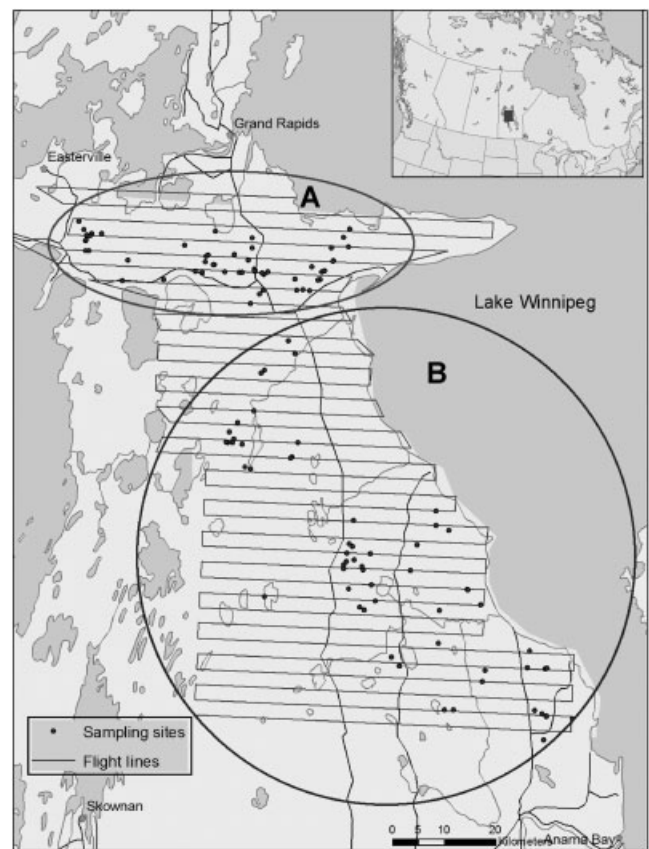 Grand Rapids
Easterville
A
Lake Winnipeg
B
Sampling sites
Flight lines
Skownan
0 5 10 20
Kilometers
Anama Bay